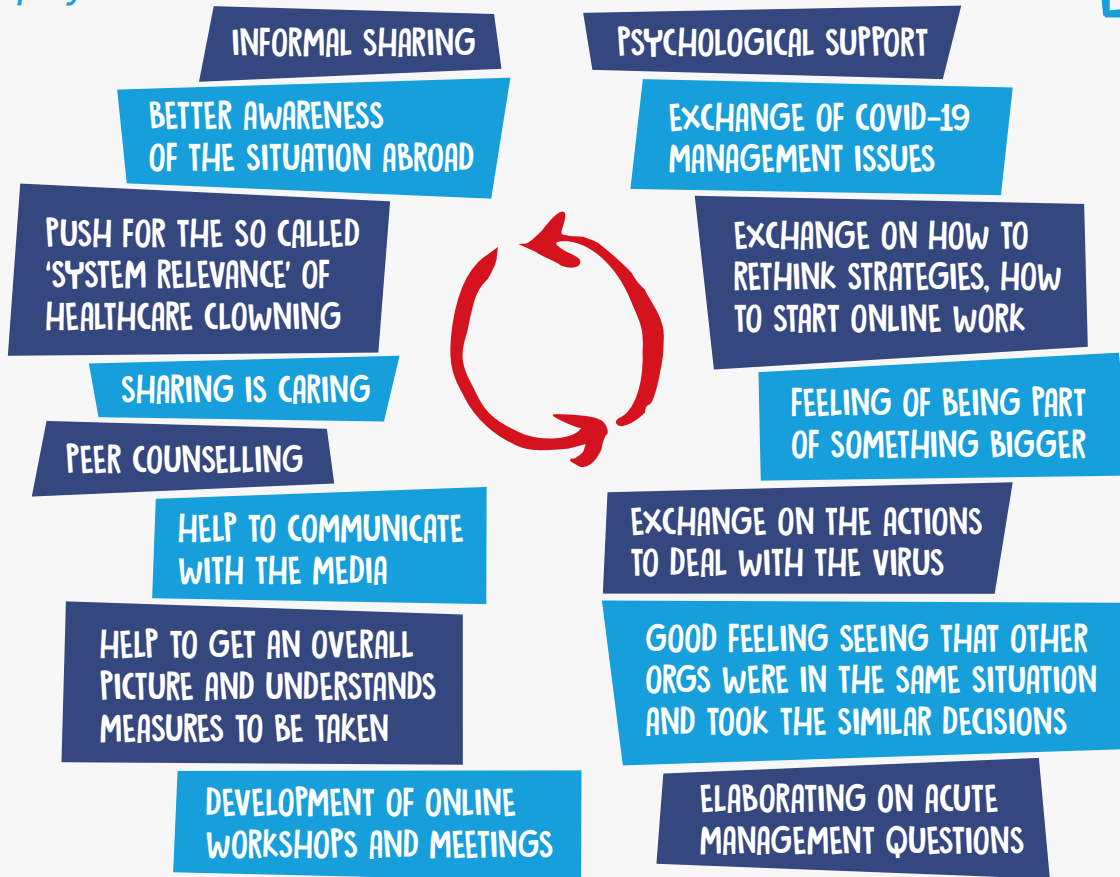 INFORMAL SHARING
BETTER AWARENESS
OF THE SITUATION ABROAD
PUSH FOR THE SO CALLED
'SYSTEM RELEVANCE' OF
HEALTHCARE CLOWNING
SHARING IS CARING
PEER COUNSELLING
HELP TO COMMUNICATE
WITH THE MEDIA
HELP TO GET AN OVERALL
PICTURE AND UNDERSTANDS
MEASURES TO BE TAKEN
DEVELOPMENT OF ONLINE
WORKSHOPS AND MEETINGS
PSYCHOLOGICAL SUPPORT
EXCHANGE OF COVID-19
MANAGEMENT ISSUES
EXCHANGE ON HOW TO
RETHINK STRATEGIES, HOW
TO START ONLINE WORK
FEELING OF BEING PART
OF SOMETHING BIGGER
EXCHANGE ON THE ACTIONS
TO DEAL WITH THE VIRUS
GOOD FEELING SEEING THAT OTHER
ORGS WERE IN THE SAME SITUATION
AND TOOK THE SIMILAR DECISIONS
ELABORATING ON ACUTE
MANAGEMENT QUESTIONS